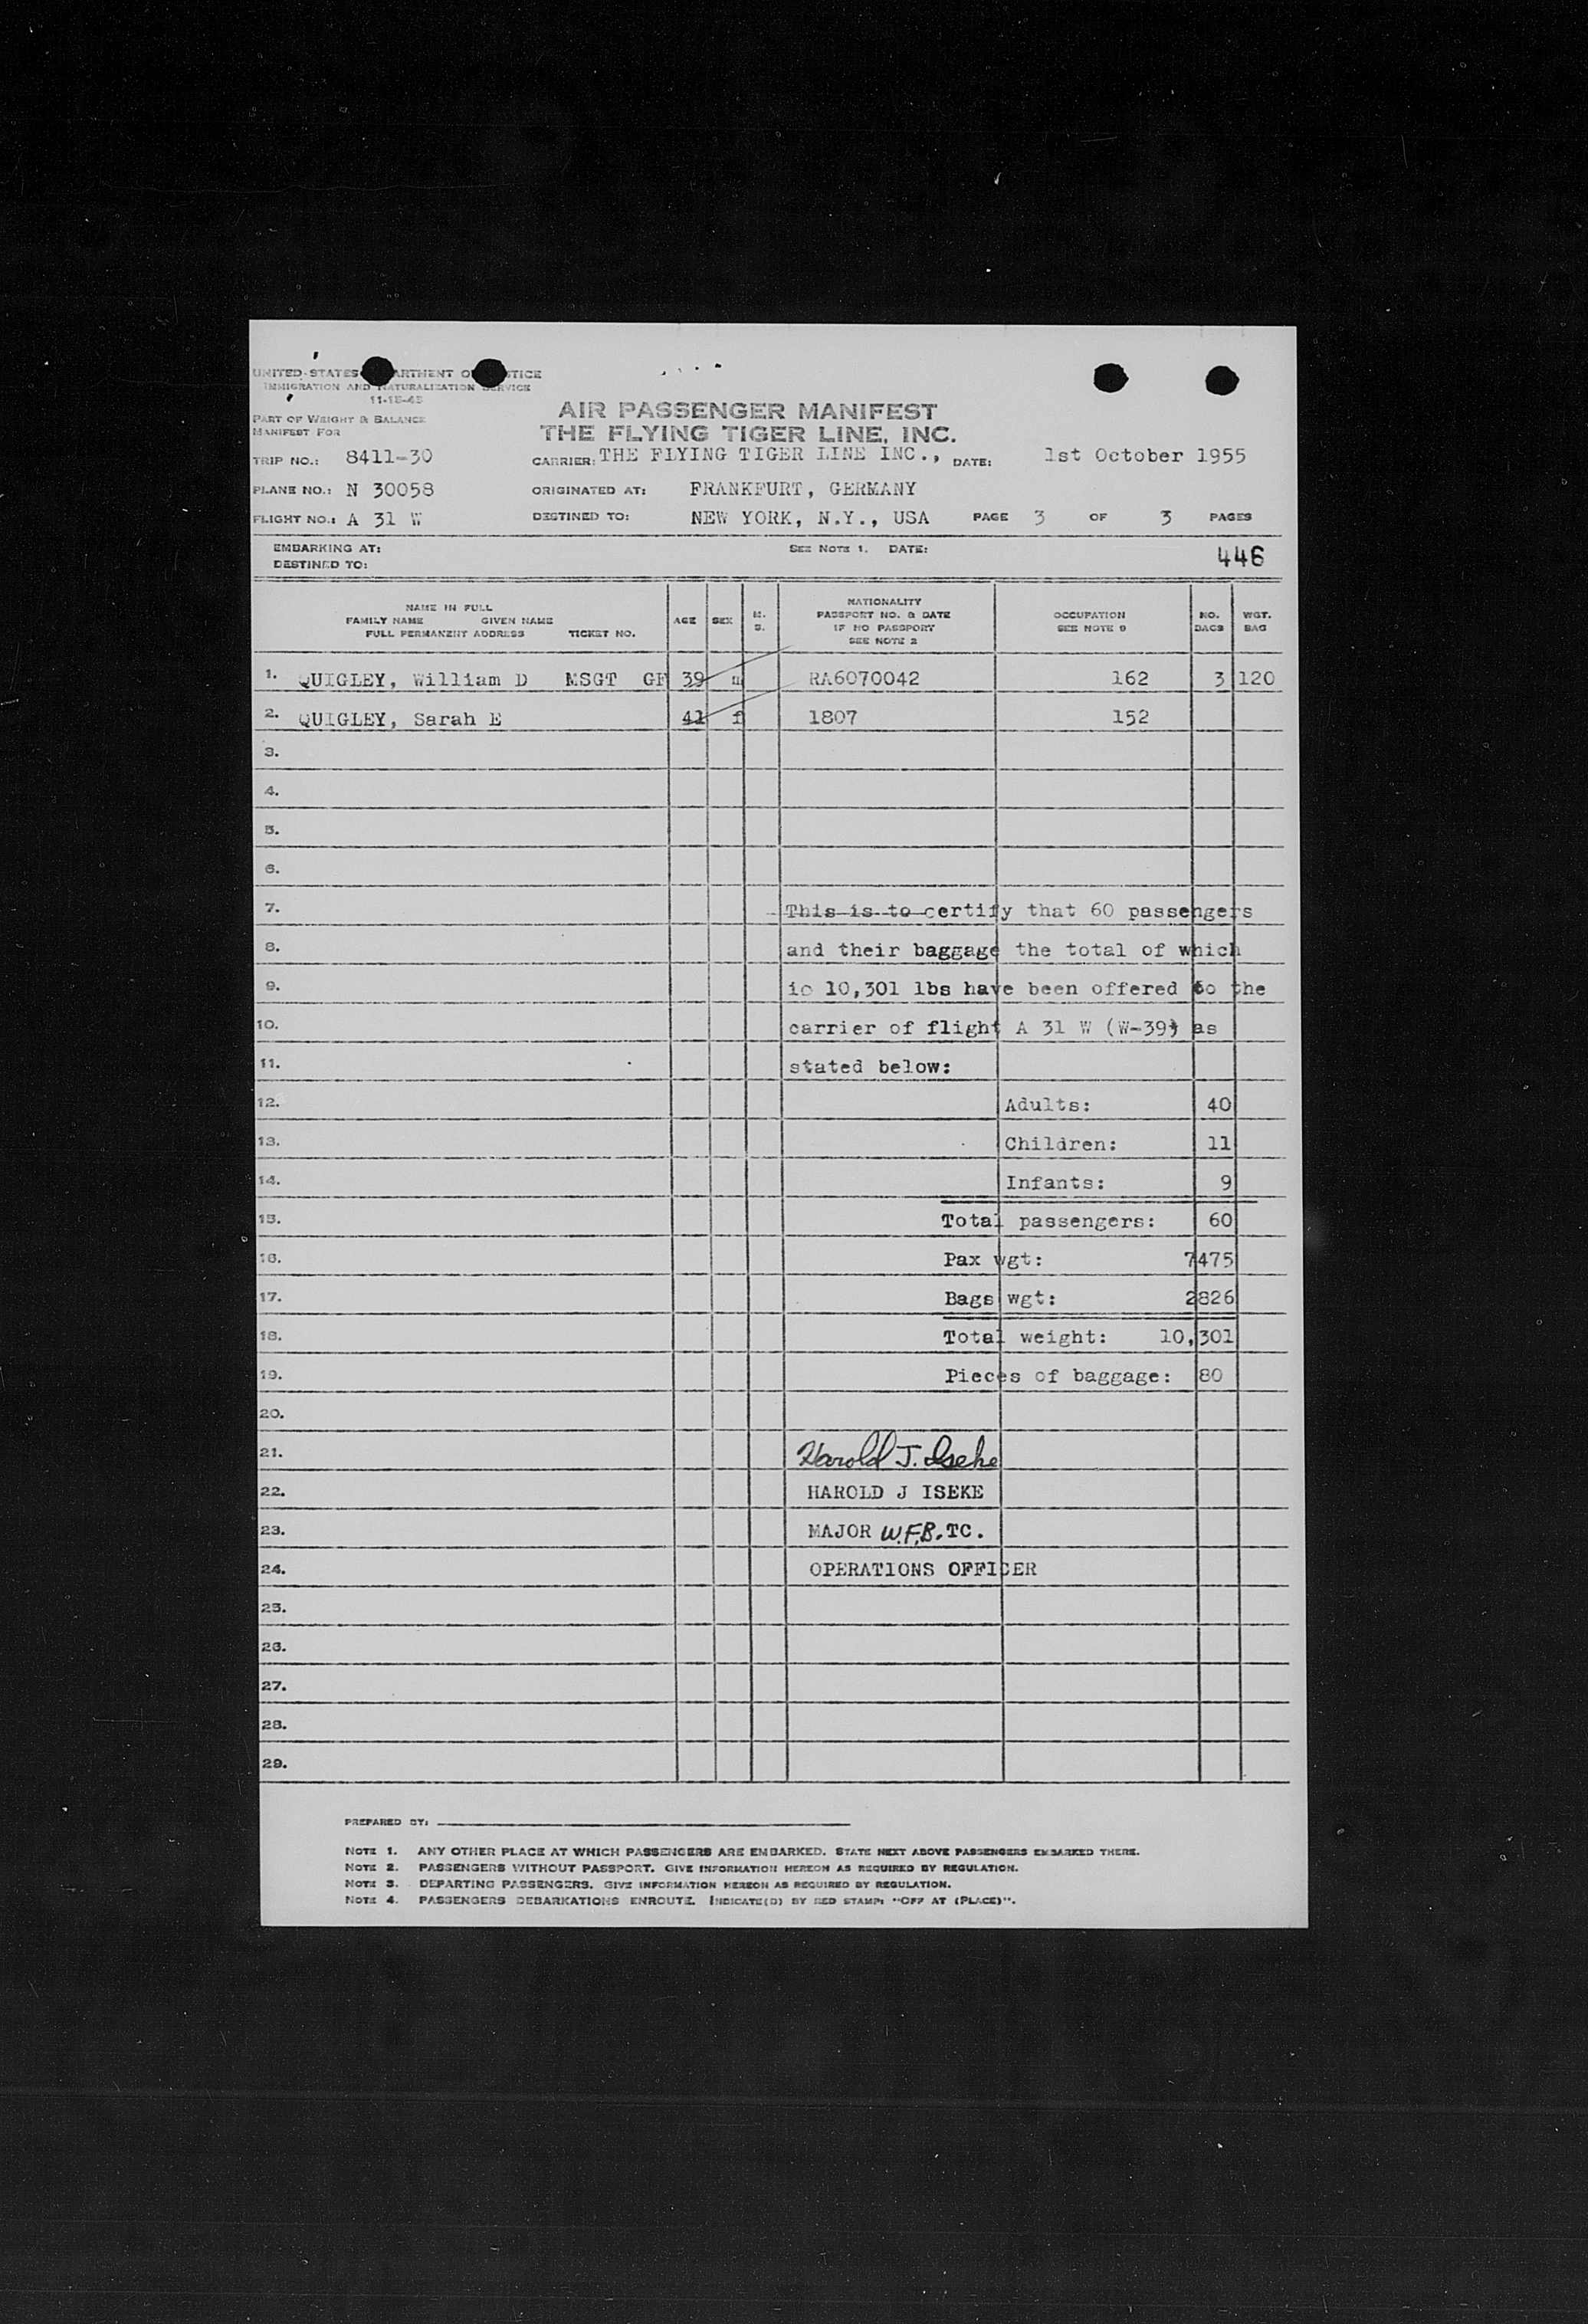 UNITED STATES DEPARTMENT OF JUSTICE
IMMIGRATION AND NATURALIZATION SERVICE
11-18-45
PART OF WEIGHT & BALANCE
MANIFEST FOR
AIR PASSENGER MANIFEST
THE FLYING TIGER LINE, INC.
TRIP NO.: 8411-30 CARRIER: THE FLYING TIGER LINE INC., DATE: 1st October 1955
PLANE NO.: N 30058 ORIGINATED AT: FRANKFURT, GERMANY
FLIGHT NO.: A 31 W DESTINED TO: NEW YORK, N.Y., USA PAGE 3 OF 3 PAGES
EMBARKING AT: SEE NOTE 1. DATE: 446
DESTINED TO:
NAME IN FULL
FAMILY NAME GIVEN NAME
FULL PERMANENT ADDRESS TICKET NO.
AGE
SEX
M.
S.
NATIONALITY
PASSPORT NO. & DATE
IF NO PASSPORT
SEE NOTE 2
OCCUPATION
SEE NOTE 3
NO.
BAGS
WGT.
BAG
1. QUIGLEY, William D MSGT GF 39 m RA6070042 162 3 120
2. QUIGLEY, Sarah E 41 f 1807 152
3.
4.
5.
6.
7. This is to certify that 60 passengers
8. and their baggage the total of which
9. is 10,301 lbs have been offered to the
10. carrier of flight A 31 W (W-39) as
11. stated below:
12. Adults: 40
13. Children: 11
14. Infants: 9
15. Total passengers: 60
16. Pax wgt: 7475
17. Bags wgt: 2826
18. Total weight: 10,301
19. Pieces of baggage: 80
20.
21. Harold J. Iseke
22. HAROLD J ISEKE
23. MAJOR W.F.B. TC.
24. OPERATIONS OFFICER
25.
26.
27.
28.
29.
PREPARED BY:
NOTE 1. ANY OTHER PLACE AT WHICH PASSENGERS ARE EMBARKED. STATE NEXT ABOVE PASSENGERS EMBARKED THERE.
NOTE 2. PASSENGERS WITHOUT PASSPORT. GIVE INFORMATION HEREON AS REQUIRED BY REGULATION.
NOTE 3. DEPARTING PASSENGERS. GIVE INFORMATION HEREON AS REQUIRED BY REGULATION.
NOTE 4. PASSENGERS DEBARKATIONS ENROUTE. INDICATE(D) BY RED STAMP: "OFF AT (PLACE)".